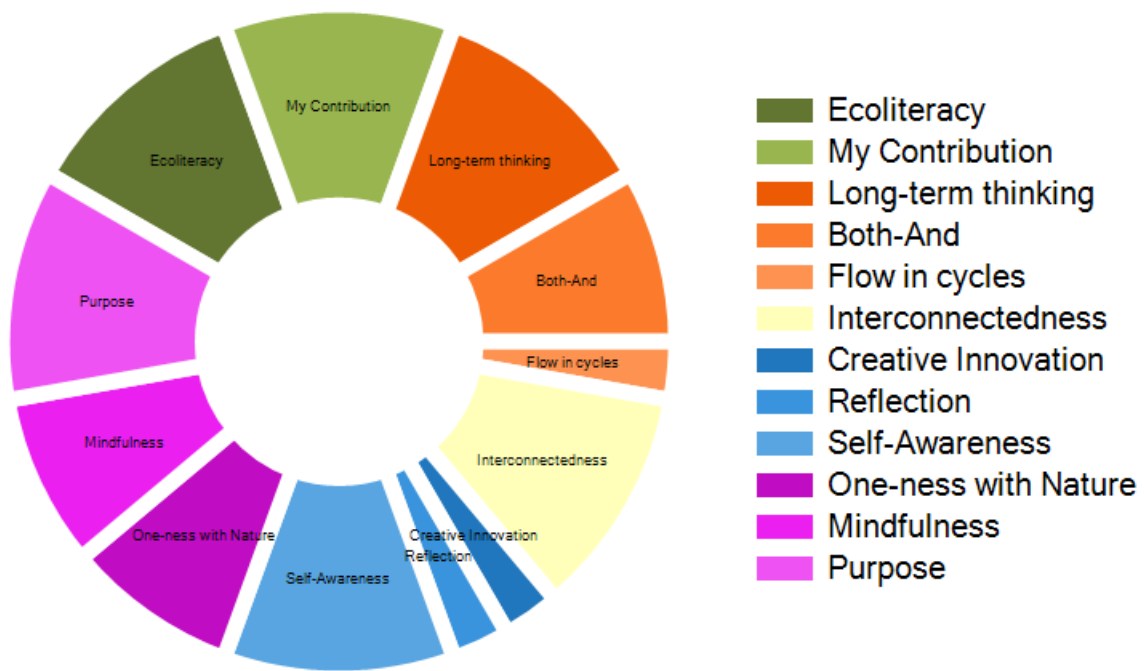 My Contribution
Ecoliteracy
Long-term thinking
Purpose
Both-And
Flow in cycles
Mindfulness
Interconnectedness
One-ness with Nature
Creative Innovation
Reflection
Self-Awareness
Ecoliteracy
My Contribution
Long-term thinking
Both-And
Flow in cycles
Interconnectedness
Creative Innovation
Reflection
Self-Awareness
One-ness with Nature
Mindfulness
Purpose